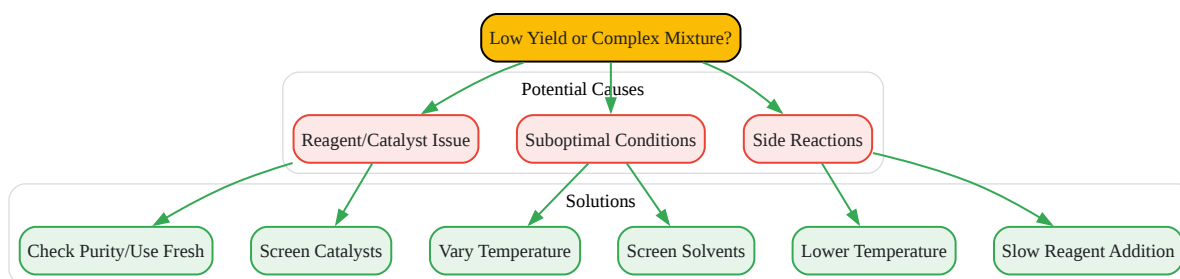 Low Yield or Complex Mixture?
Potential Causes
Reagent/Catalyst Issue
Suboptimal Conditions
Side Reactions
Solutions
Check Purity/Use Fresh
Screen Catalysts
Vary Temperature
Screen Solvents
Lower Temperature
Slow Reagent Addition